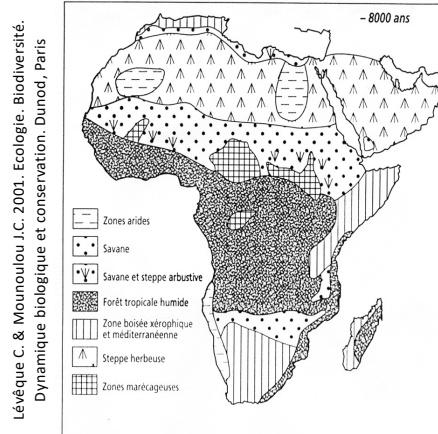 Lévêque C. & Mounoulou J.C. 2001. Ecologie. Biodiversité.
Dynamique biologique et conservation. Dunod, Paris
– 8000 ans
Zones arides
Savane
Savane et steppe arbustive
Forêt tropicale humide
Zone boisée xérophique
et méditerranéenne
Steppe herbeuse
Zones marécageuses